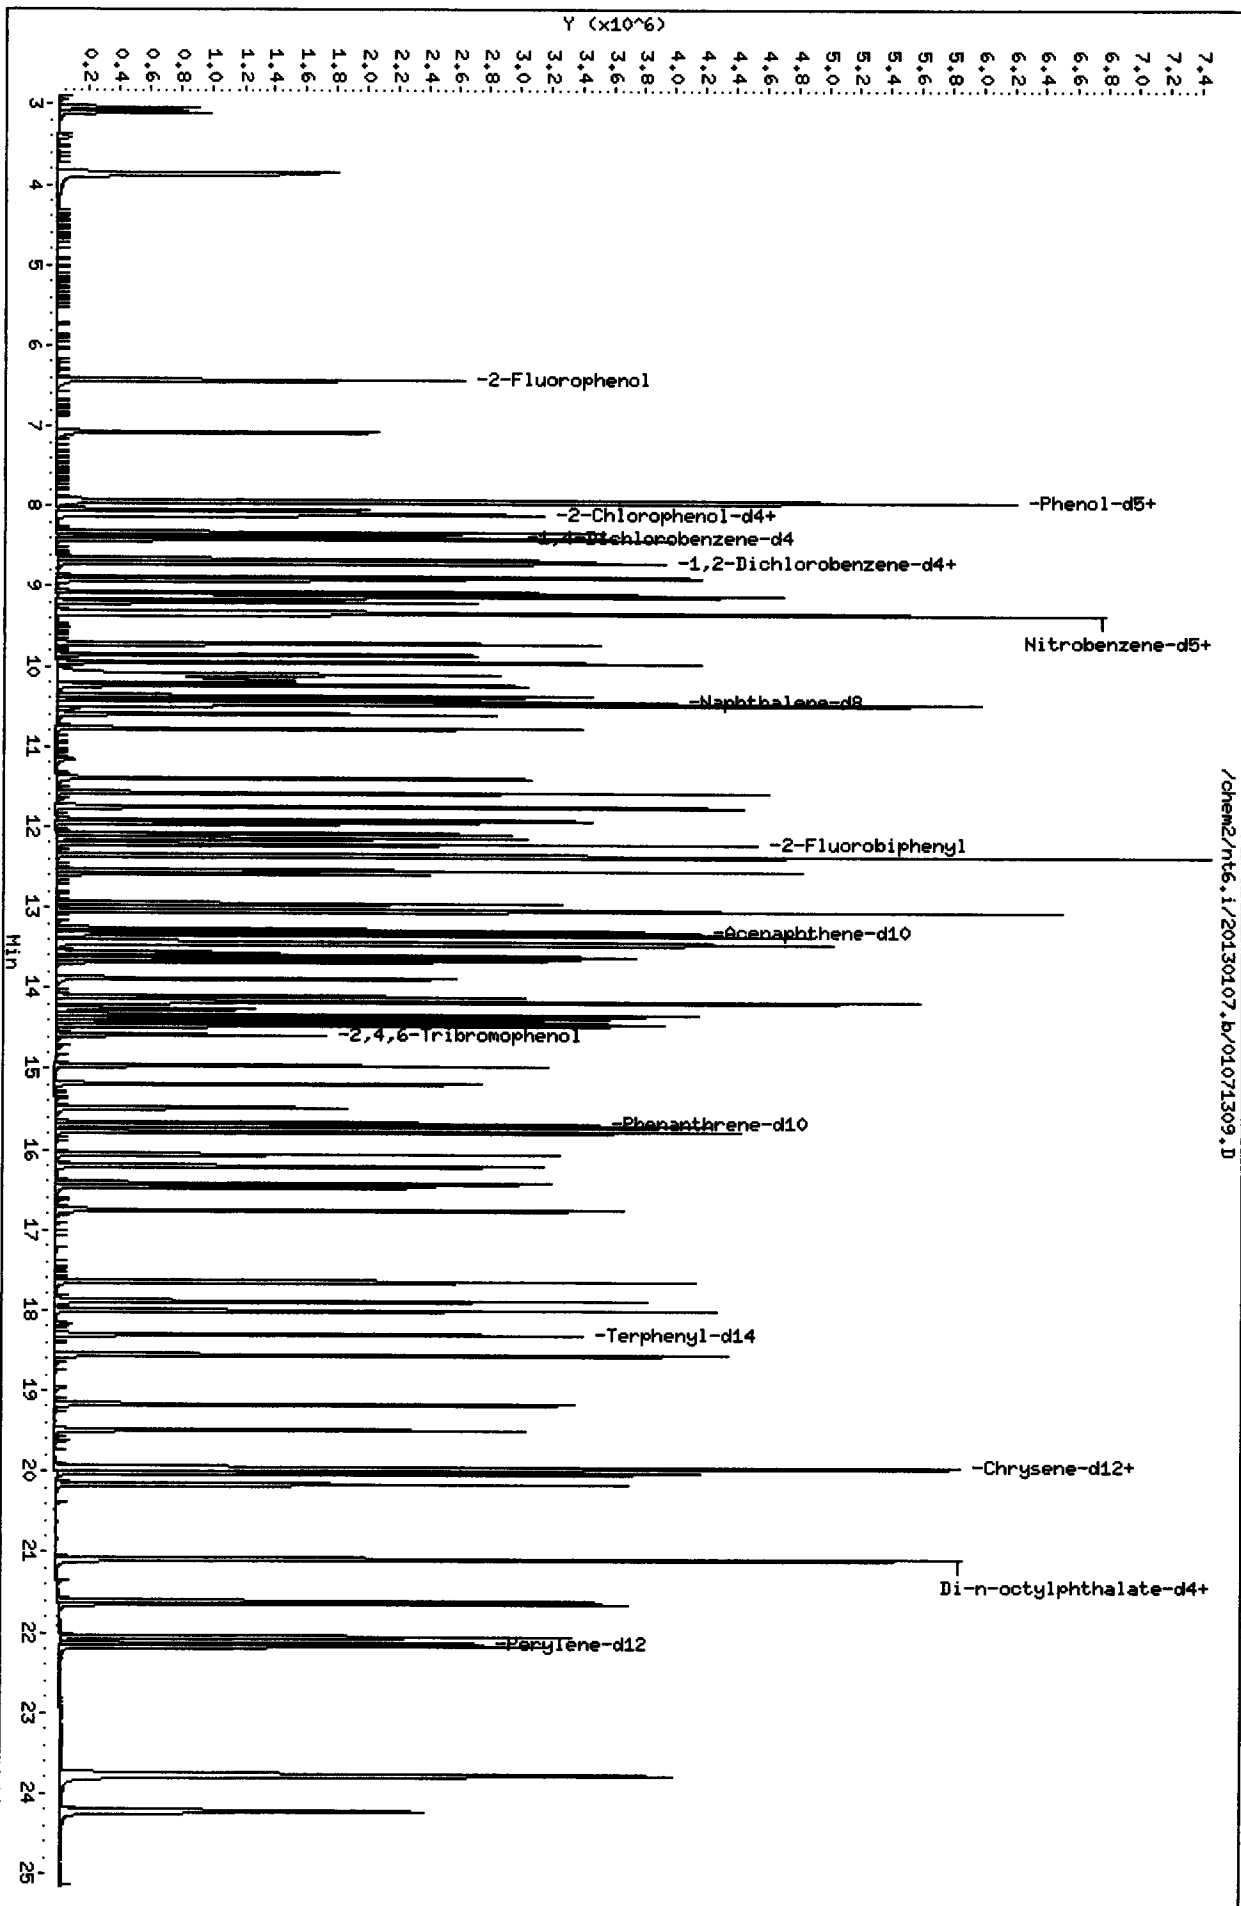 /chem2/nt6.i/20130107.b/01071309.D
Y (x10^6)
7.4
7.2
7.0
6.8
6.6
6.4
6.2
6.0
5.8
5.6
5.4
5.2
5.0
4.8
4.6
4.4
4.2
4.0
3.8
3.6
3.4
3.2
3.0
2.8
2.6
2.4
2.2
2.0
1.8
1.6
1.4
1.2
1.0
0.8
0.6
0.4
0.2
-2-Fluorophenol
-Phenol-d5+
-2-Chlorophenol-d4+
-1,4-Dichlorobenzene-d4
-1,2-Dichlorobenzene-d4+
Nitrobenzene-d5+
-Naphthalene-d8
-2-Fluorobiphenyl
-Acenaphthene-d10
-2,4,6-Tribromophenol
-Phenanthrene-d10
-Terphenyl-d14
-Chrysene-d12+
Di-n-octylphthalate-d4+
-Perylene-d12
3 4 5 6 7 8 9 10 11 12 13 14 15 16 17 18 19 20 21 22 23 24 25
Min